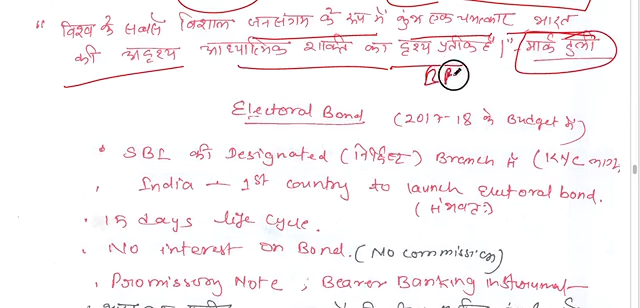 " विश्व के सबसे विशाल जनसंगम के रूप में कुंभ एक चमत्कार भारत
की अदृश्य आध्यात्मिक शक्ति का दृश्य प्रतीक है।" - मार्क टुली
Electoral Bond (2017-18 के Budget में)
• SBI की Designated (निर्दिष्ट) Branch में (KYC
• India - 1st country to launch Electoral bond.
(संभवतः)
• 15 days life cycle.
• No interest on Bond. (No commission)
• Promissory Note ; Bearer Banking instrument